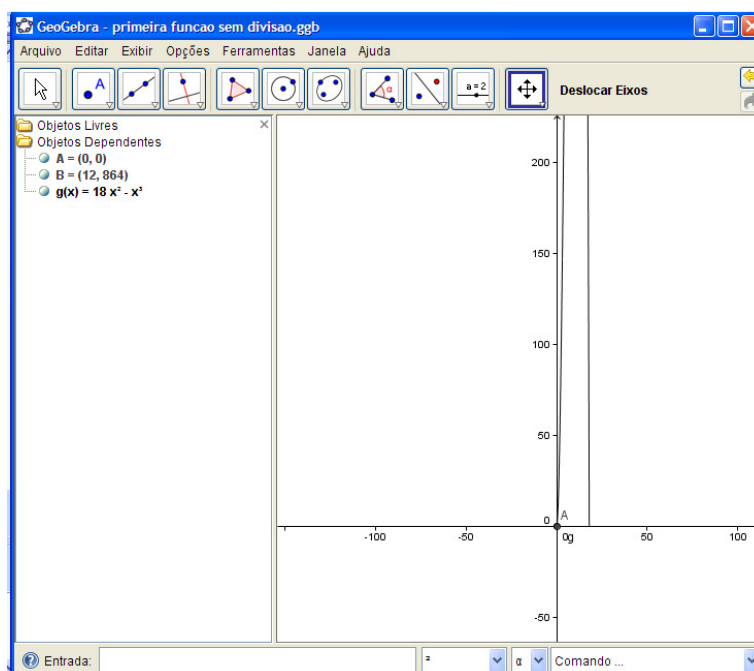 GeoGebra - primeira funcao sem divisao.ggb
Arquivo Editar Exibir Opções Ferramentas Janela Ajuda
A
α
a = 2
Deslocar Eixos
Objetos Livres
Objetos Dependentes
A = (0, 0)
B = (12, 864)
g(x) = 18 x² - x³
200
150
100
50
0
A
-100
-50
0g
50
100
-50
Entrada:
²
α
Comando ...